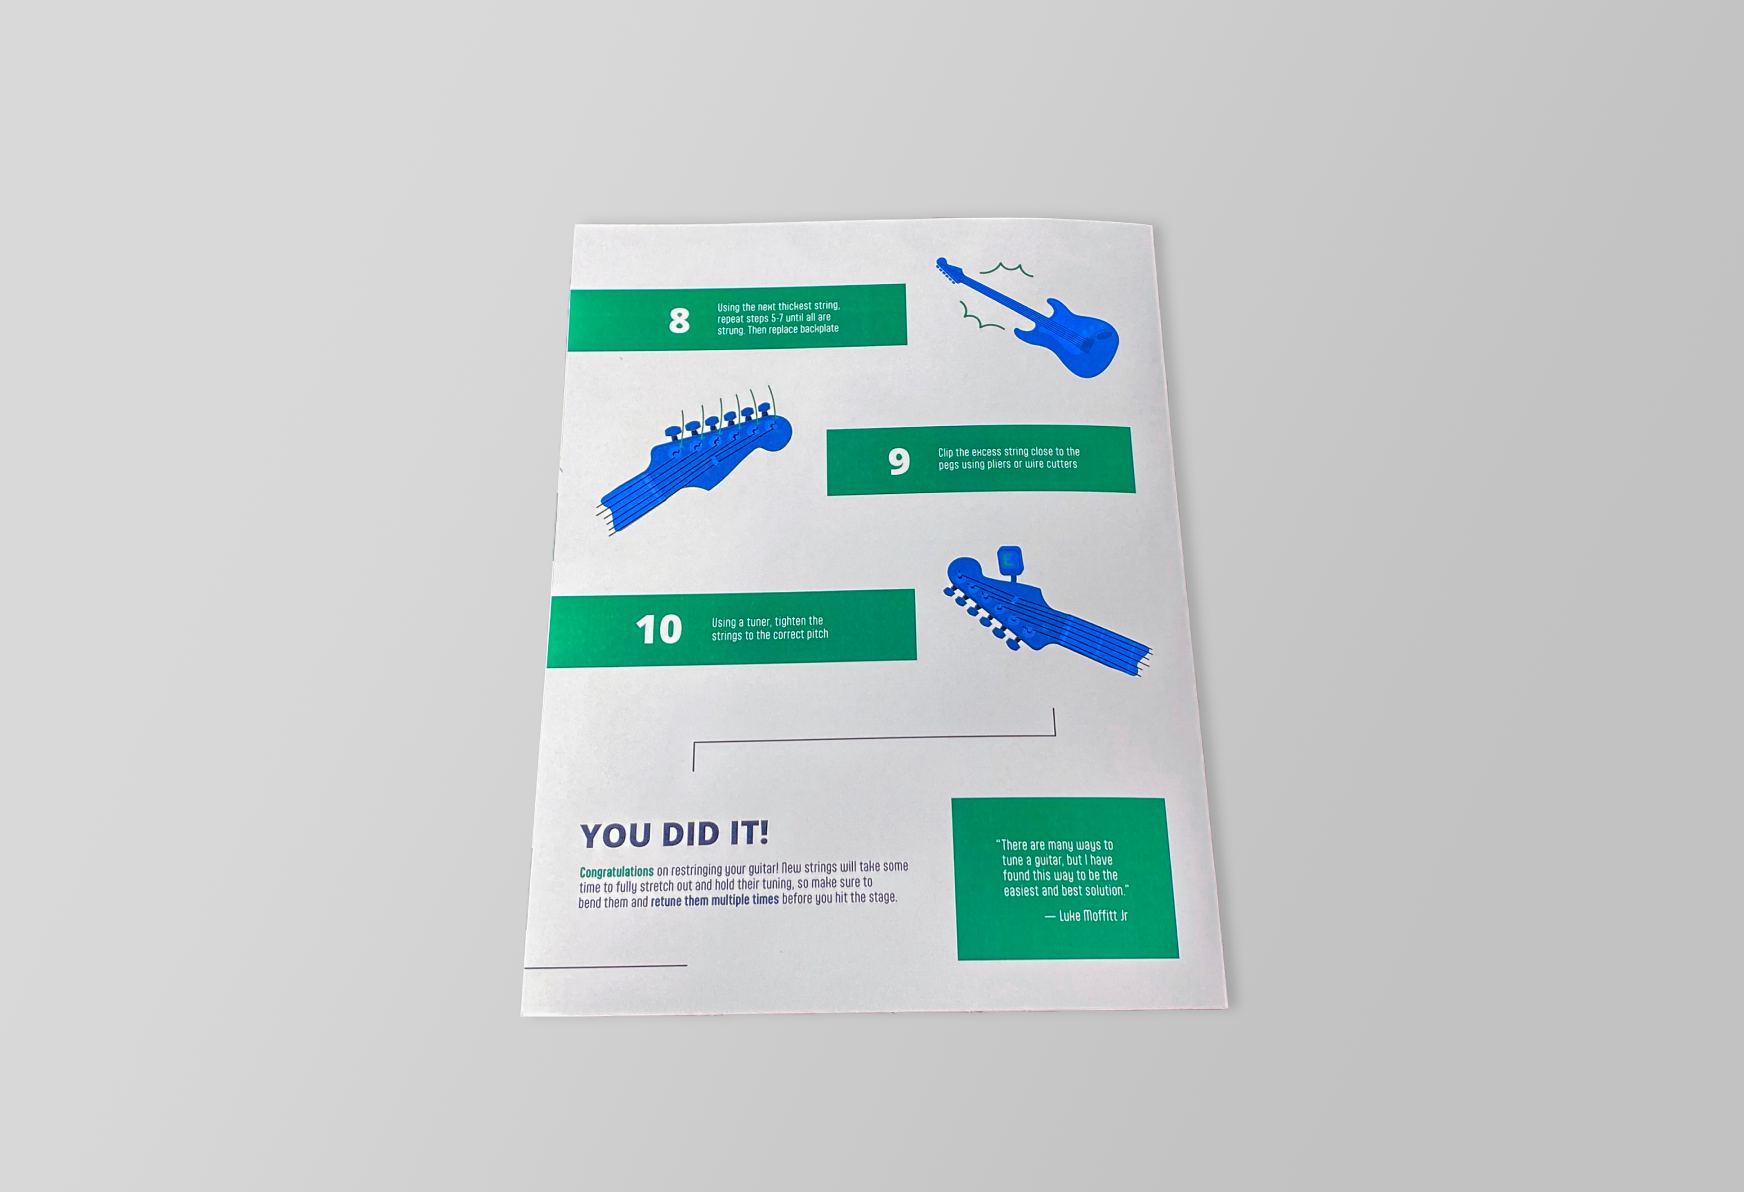 8
Using the next thickest string,
repeat steps 5-7 until all are
strung. Then replace backplate
9
Clip the excess string close to the
pegs using pliers or wire cutters
E
10
Using a tuner, tighten the
strings to the correct pitch
YOU DID IT!
Congratulations on restringing your guitar! New strings will take some
time to fully stretch out and hold their tuning, so make sure to
bend them and retune them multiple times before you hit the stage.
"There are many ways to
tune a guitar, but I have
found this way to be the
easiest and best solution."
— Luke Moffitt Jr